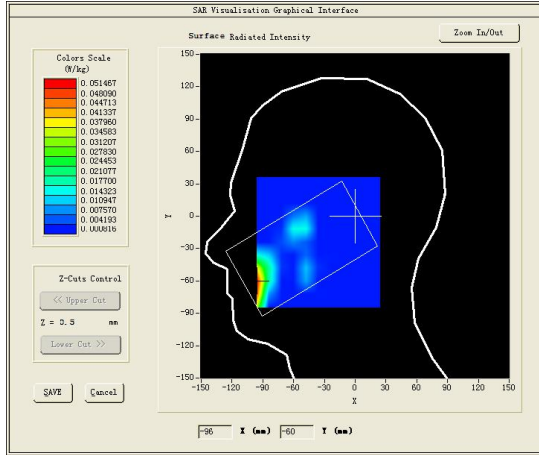 SAR Visualisation Graphical Interface
Surface Radiated Intensity
Zoom In/Out
Colors Scale
(W/kg)
0.051467
0.048090
0.044713
0.041337
0.037960
0.034583
0.031207
0.027830
0.024453
0.021077
0.017700
0.014323
0.010947
0.007570
0.004193
0.000816
Z-Cuts Control
<< Upper Cut
Z = 3.5 mm
Lower Cut >>
SAVE Cancel
150
120
90
60
30
0
-30
-60
-90
-120
-150
Y
-150 -120 -90 -60 -30 0 30 60 90 120 150
X
-96 X (mm) -60 Y (mm)